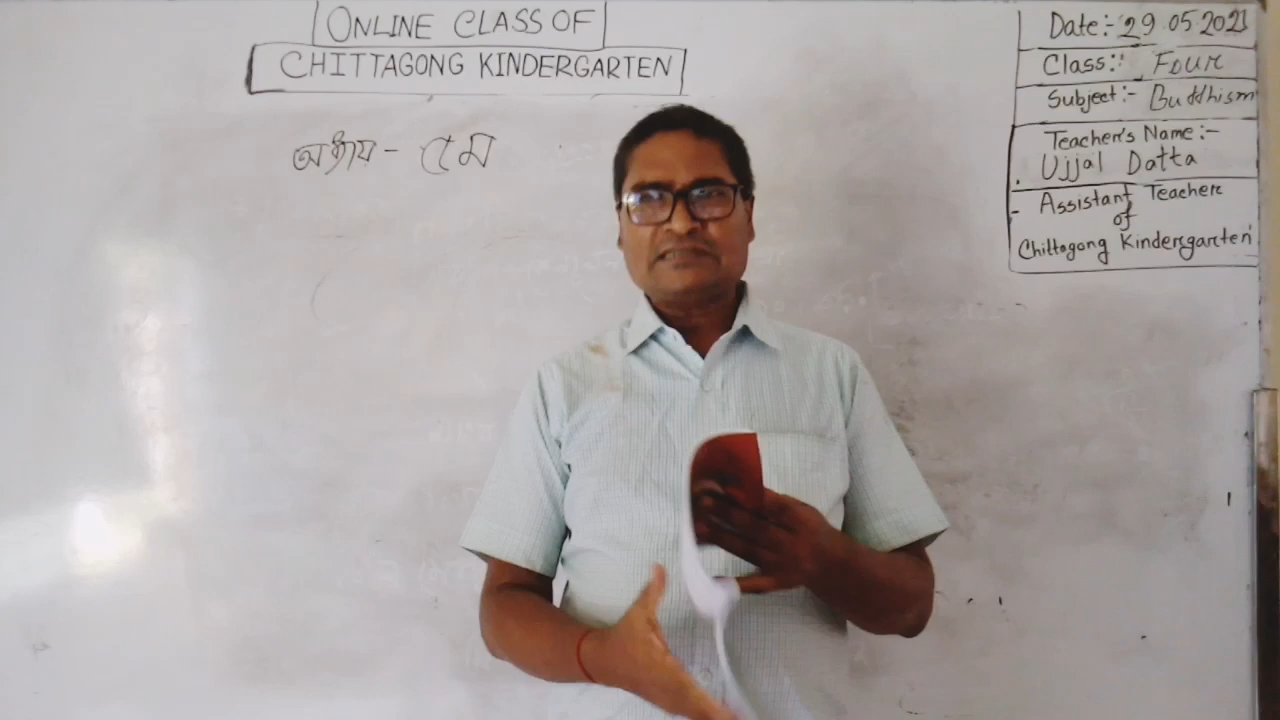 ONLINE CLASS OF
CHITTAGONG KINDERGARTEN
অধ্যায় - ৫ম
Date:- 29.05.2021
Class:- Four
Subject:- Buddhism
Teacher's Name:-
Ujjal Datta
Assistant Teacher
of
Chittagong Kindergarten